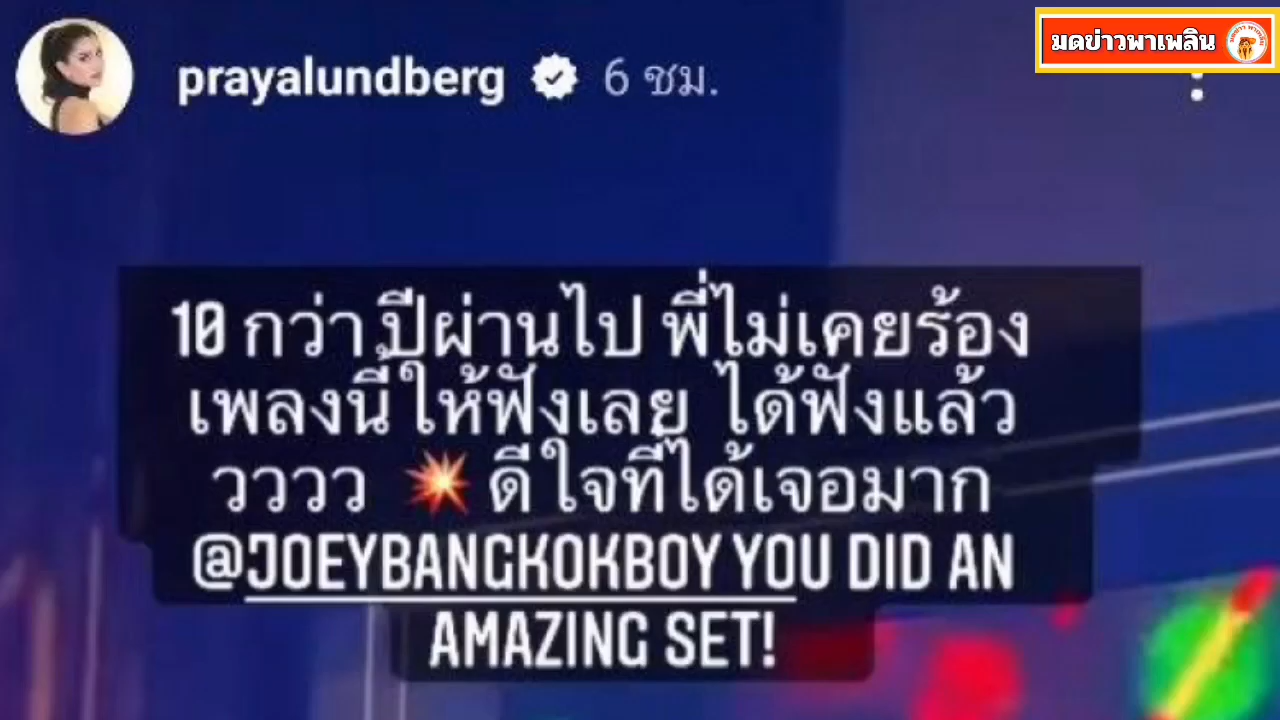 มดข่าวพาเพลิน
prayalundberg 6 ชม.
10 กว่า ปีผ่านไป พี่ไม่เคยร้อง
เพลงนี้ ให้ฟังเลย ได้ฟังแล้ว
วววว 💥 ดี ใจที่ได้เจอมาก
@JOEYBANGKOKBOY YOU DID AN
AMAZING SET!